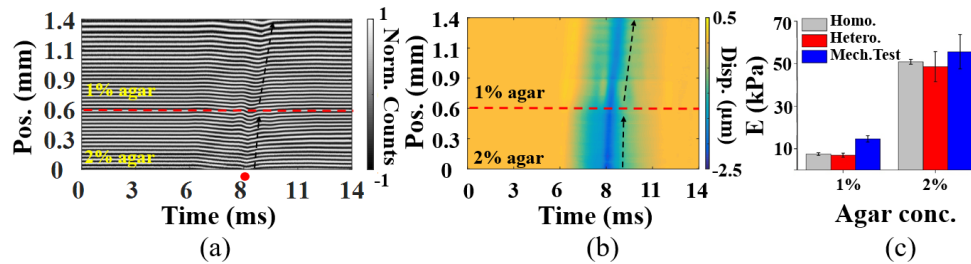 1.4
1.1
0.9
0.6
0.3
0
Pos. (mm)
1% agar
2% agar
0 3 6 8 11 14
Time (ms)
1
-1
Norm. Counts
(a)
1.4
1.1
0.9
0.6
0.3
0
Pos. (mm)
1% agar
2% agar
0 3 6 8 11 14
Time (ms)
0.5
-2.5
Disp. (μm)
(b)
Homo.
Hetero.
Mech.Test
70
50
30
10
E (kPa)
1% 2%
Agar conc.
(c)